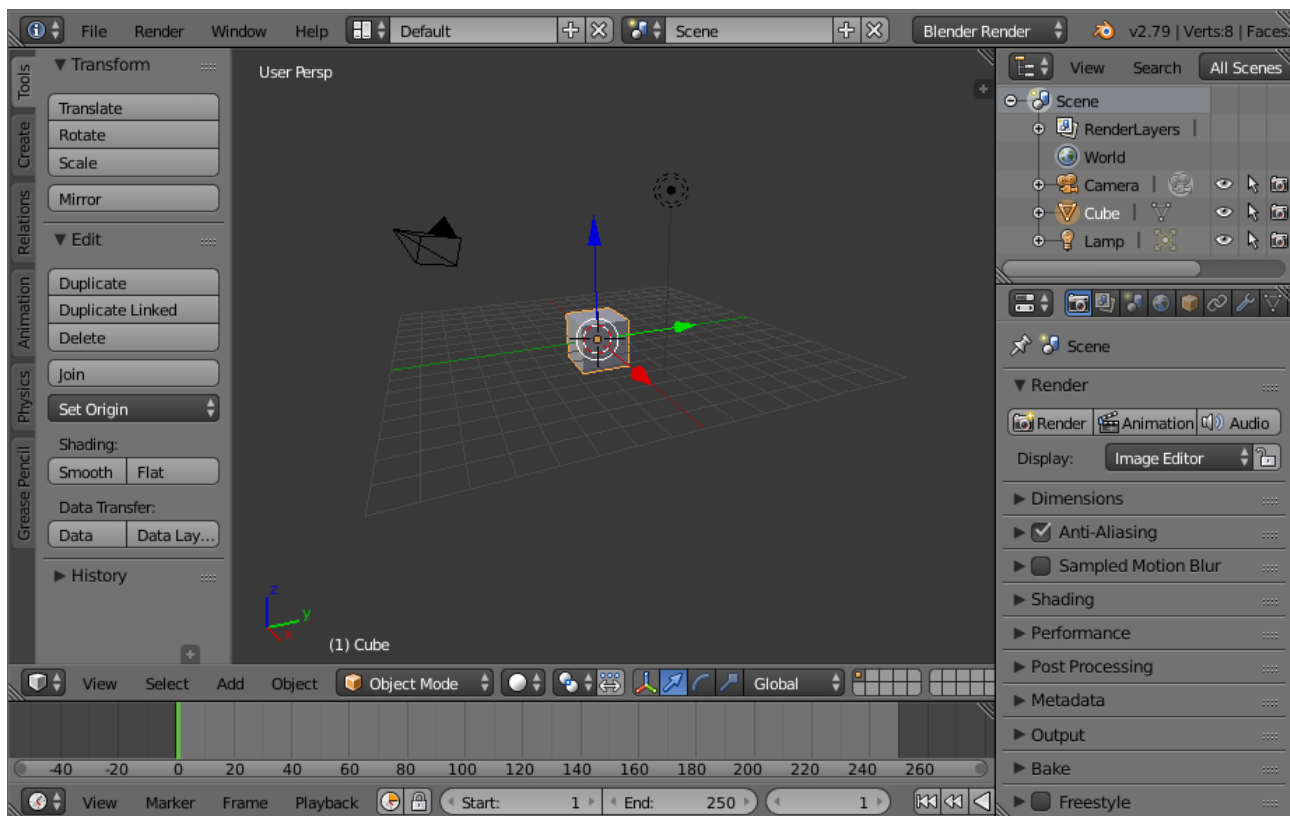 File Render Window Help Default Scene Blender Render v2.79 | Verts:8 | Faces:
Tools
Create
Relations
Animation
Physics
Grease Pencil
Transform
Translate
Rotate
Scale
Mirror
Edit
Duplicate
Duplicate Linked
Delete
Join
Set Origin
Shading:
Smooth Flat
Data Transfer:
Data Data Lay...
History
User Persp
z
y
x
(1) Cube
View Select Add Object Object Mode Global
-40 -20 0 20 40 60 80 100 120 140 160 180 200 220 240 260
View Marker Frame Playback Start: 1 End: 250 1
View Search All Scenes
Scene
RenderLayers |
World
Camera |
Cube |
Lamp |
Scene
Render
Render Animation Audio
Display: Image Editor
Dimensions
Anti-Aliasing
Sampled Motion Blur
Shading
Performance
Post Processing
Metadata
Output
Bake
Freestyle